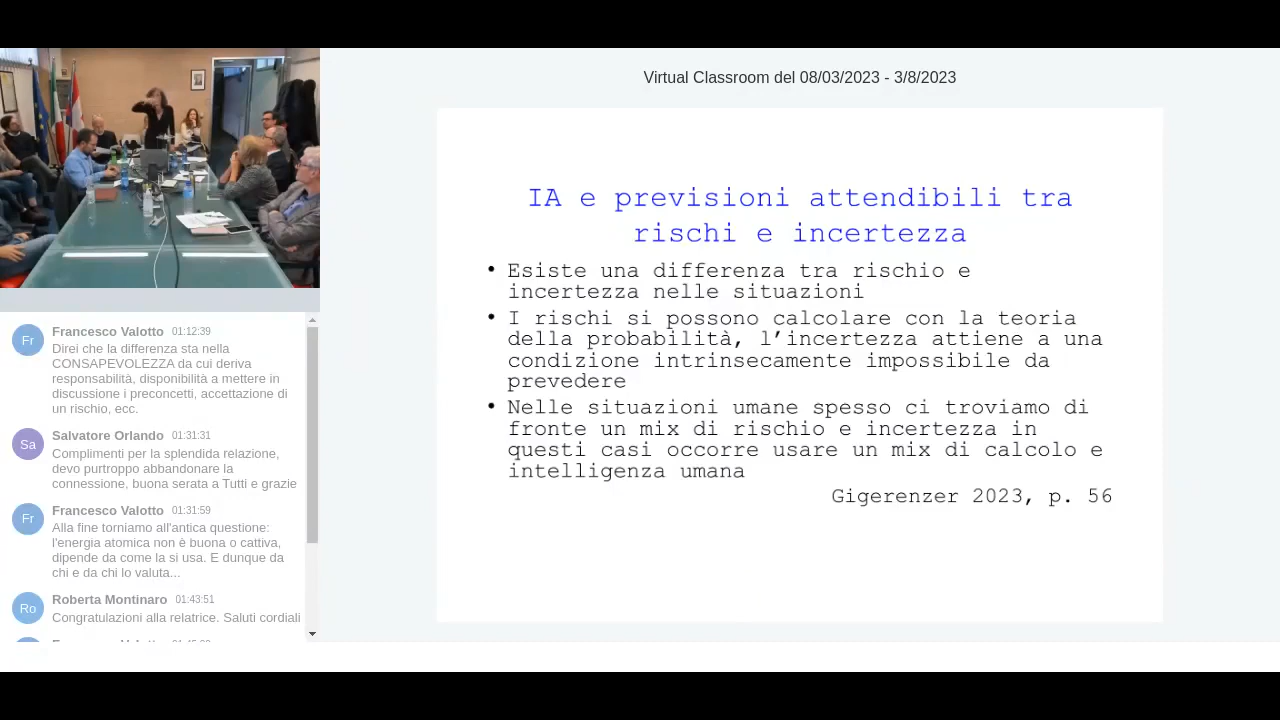 Virtual Classroom del 08/03/2023 - 3/8/2023
IA e previsioni attendibili tra
rischi e incertezza
• Esiste una differenza tra rischio e
incertezza nelle situazioni
• I rischi si possono calcolare con la teoria
della probabilità, l’incertezza attiene a una
condizione intrinsecamente impossibile da
prevedere
• Nelle situazioni umane spesso ci troviamo di
fronte un mix di rischio e incertezza in
questi casi occorre usare un mix di calcolo e
intelligenza umana
Gigerenzer 2023, p. 56
Fr
Francesco Valotto 01:12:39
Direi che la differenza sta nella
CONSAPEVOLEZZA da cui deriva
responsabilità, disponibilità a mettere in
discussione i preconcetti, accettazione di
un rischio, ecc.
Sa
Salvatore Orlando 01:31:31
Complimenti per la splendida relazione,
devo purtroppo abbandonare la
connessione, buona serata a Tutti e grazie
Fr
Francesco Valotto 01:31:59
Alla fine torniamo all'antica questione:
l'energia atomica non è buona o cattiva,
dipende da come la si usa. E dunque da
chi e da chi lo valuta...
Ro
Roberta Montinaro 01:43:51
Congratulazioni alla relatrice. Saluti cordiali